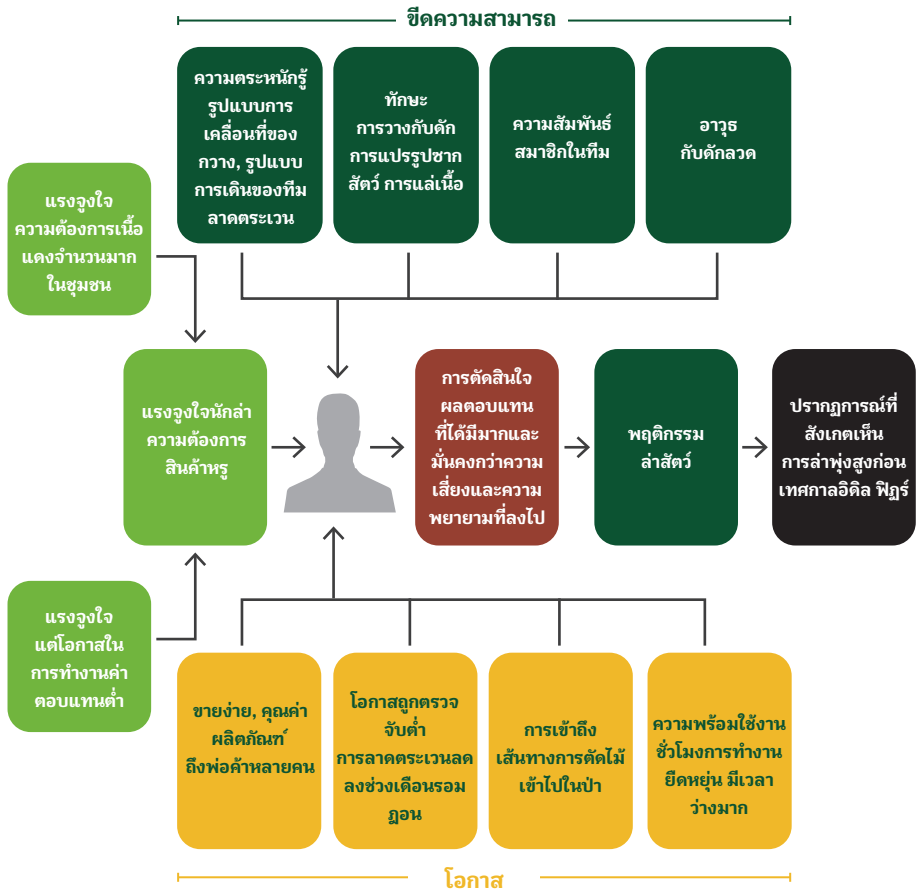 ขีดความสามารถ
ความตระหนักรู้
รูปแบบการ
เคลื่อนที่ของ
กวาง, รูปแบบ
การเดินของทีม
ลาดตระเวน
ทักษะ
การวางกับดัก
การแปรรูปซาก
สัตว์ การแล่เนื้อ
ความสัมพันธ์
สมาชิกในทีม
อาวุธ
กับดักลวด
แรงจูงใจ
ความต้องการเนื้อ
แดงจำนวนมาก
ในชุมชน
แรงจูงใจนักล่า
ความต้องการ
สินค้าหรู
การตัดสินใจ
ผลตอบแทน
ที่ได้มีมากและ
มั่นคงกว่าความ
เสี่ยงและความ
พยายามที่ลงไป
พฤติกรรม
ล่าสัตว์
ปรากฏการณ์ที่
สังเกตเห็น
การล่าพุ่งสูงก่อน
เทศกาลอิดิล ฟิฏร์
แรงจูงใจ
แต่โอกาสใน
การทำงานค่า
ตอบแทนต่ำ
ขายง่าย, คุณค่า
ผลิตภัณฑ์
ถึงพ่อค้าหลายคน
โอกาสถูกตรวจ
จับต่ำ
การลาดตระเวนลด
ลงช่วงเดือนรอม
ฎอน
การเข้าถึง
เส้นทางการตัดไม้
เข้าไปในป่า
ความพร้อมใช้งาน
ชั่วโมงการทำงาน
ยืดหยุ่น มีเวลา
ว่างมาก
โอกาส